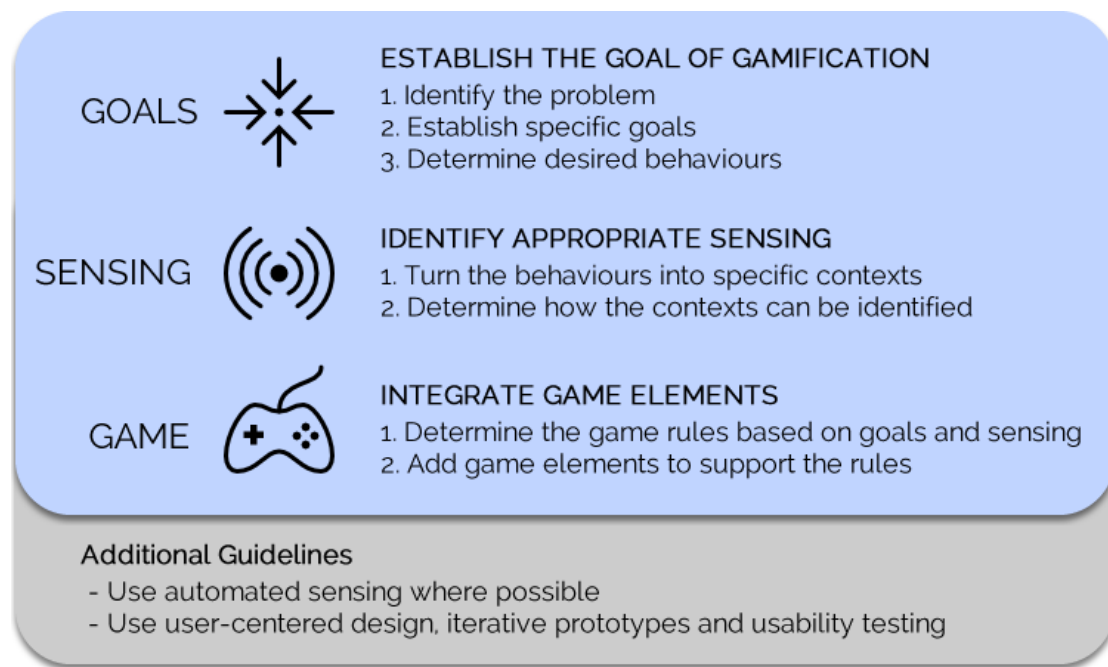 GOALS
ESTABLISH THE GOAL OF GAMIFICATION
1. Identify the problem
2. Establish specific goals
3. Determine desired behaviours
SENSING
IDENTIFY APPROPRIATE SENSING
1. Turn the behaviours into specific contexts
2. Determine how the contexts can be identified
GAME
INTEGRATE GAME ELEMENTS
1. Determine the game rules based on goals and sensing
2. Add game elements to support the rules
Additional Guidelines
- Use automated sensing where possible
- Use user-centered design, iterative prototypes and usability testing